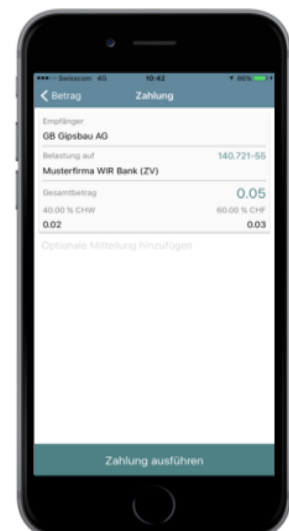 Swisscom 4G 10:42 86%
Betrag Zahlung
Empfänger
GB Gipsbau AG
Belastung auf 140.721-55
Musterfirma WIR Bank (ZV)
Gesamtbetrag 0.05
40.00 % CHW 60.00 % CHF
0.02 0.03
Optionale Mitteilung hinzufügen
Zahlung ausführen